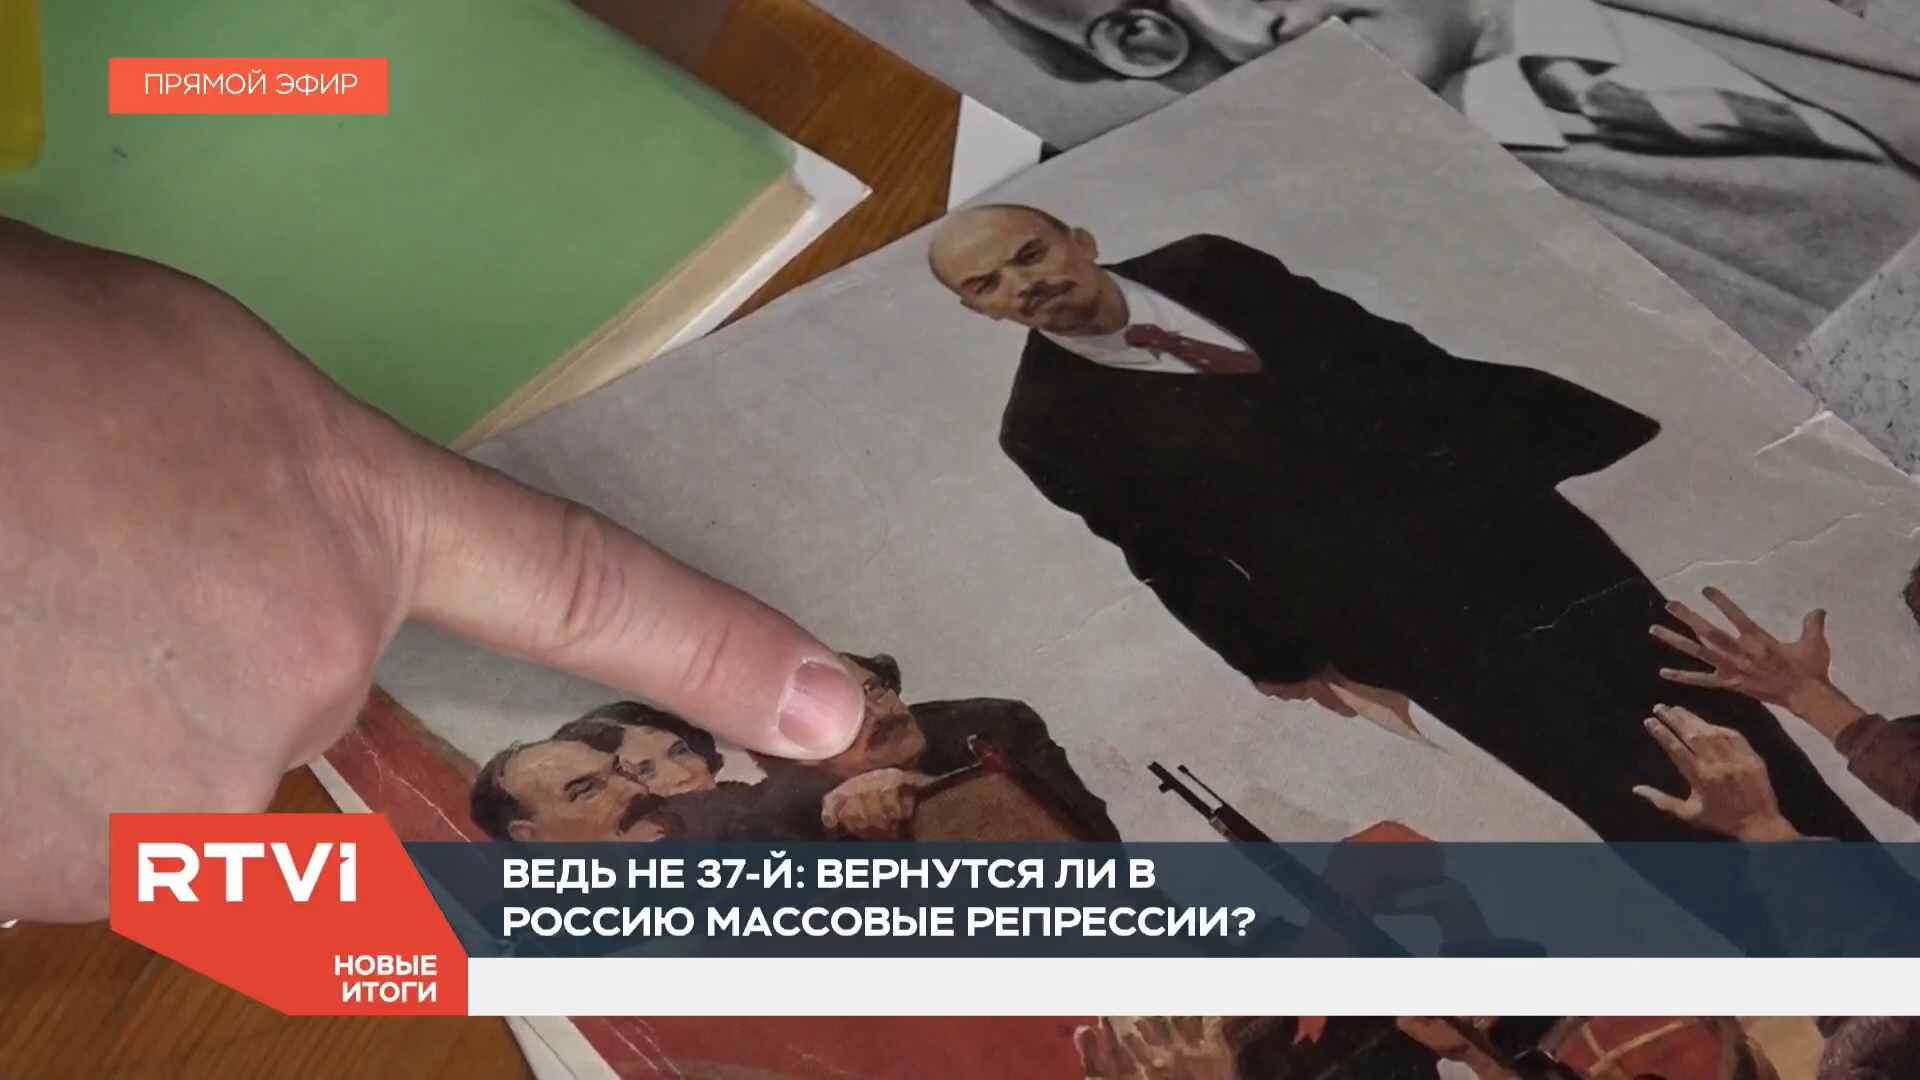 ПРЯМОЙ ЭФИР
RTVI
НОВЫЕ
ИТОГИ
ВЕДЬ НЕ 37-Й: ВЕРНУТСЯ ЛИ В
РОССИЮ МАССОВЫЕ РЕПРЕССИИ?